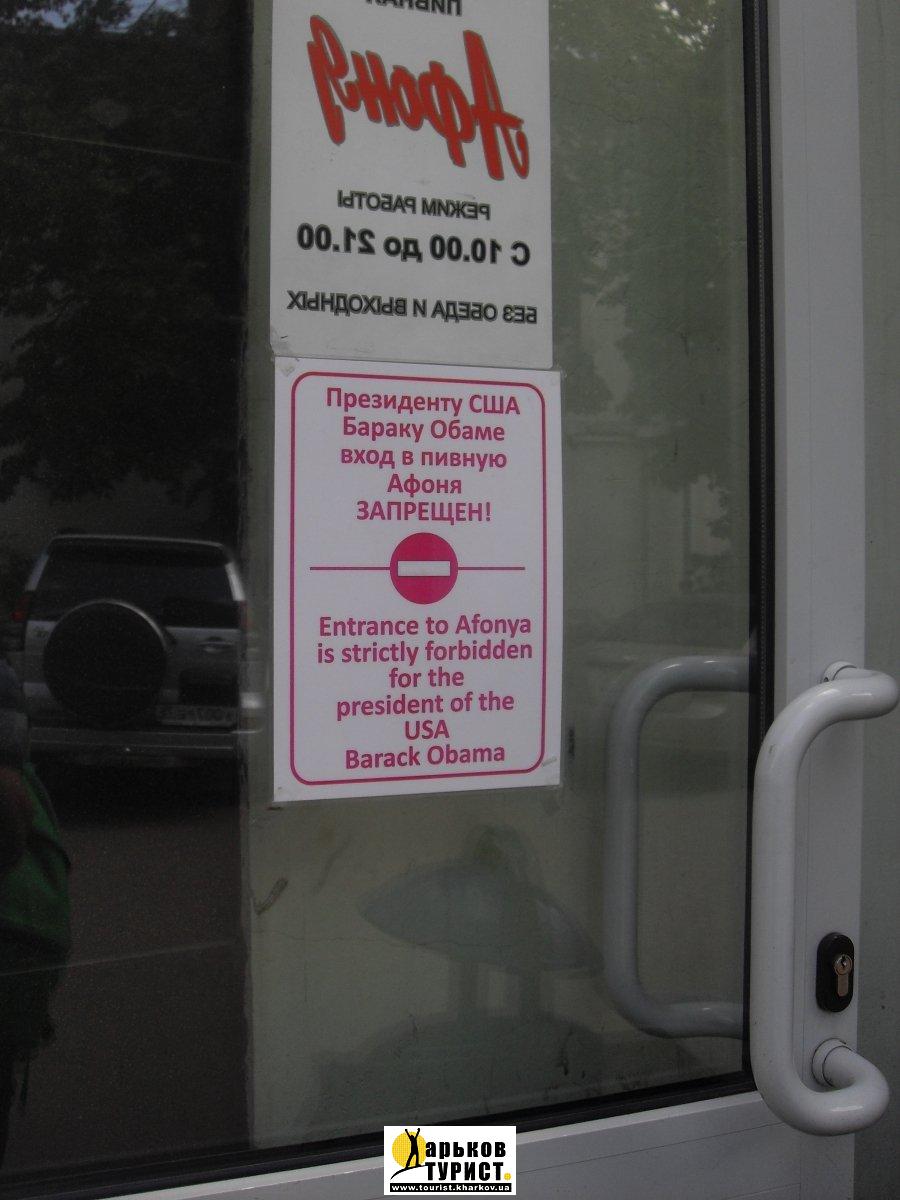 ПИВНАЯ
Афоня
РЕЖИМ РАБОТЫ
С 10.00 до 21.00
БЕЗ ОБЕДА И ВЫХОДНЫХ
Президенту США
Бараку Обаме
вход в пивную
Афоня
ЗАПРЕЩЕН!
Entrance to Afonya
is strictly forbidden
for the
president of the
USA
Barack Obama
Харьков
ТУРИСТ.
www.tourist.kharkov.ua